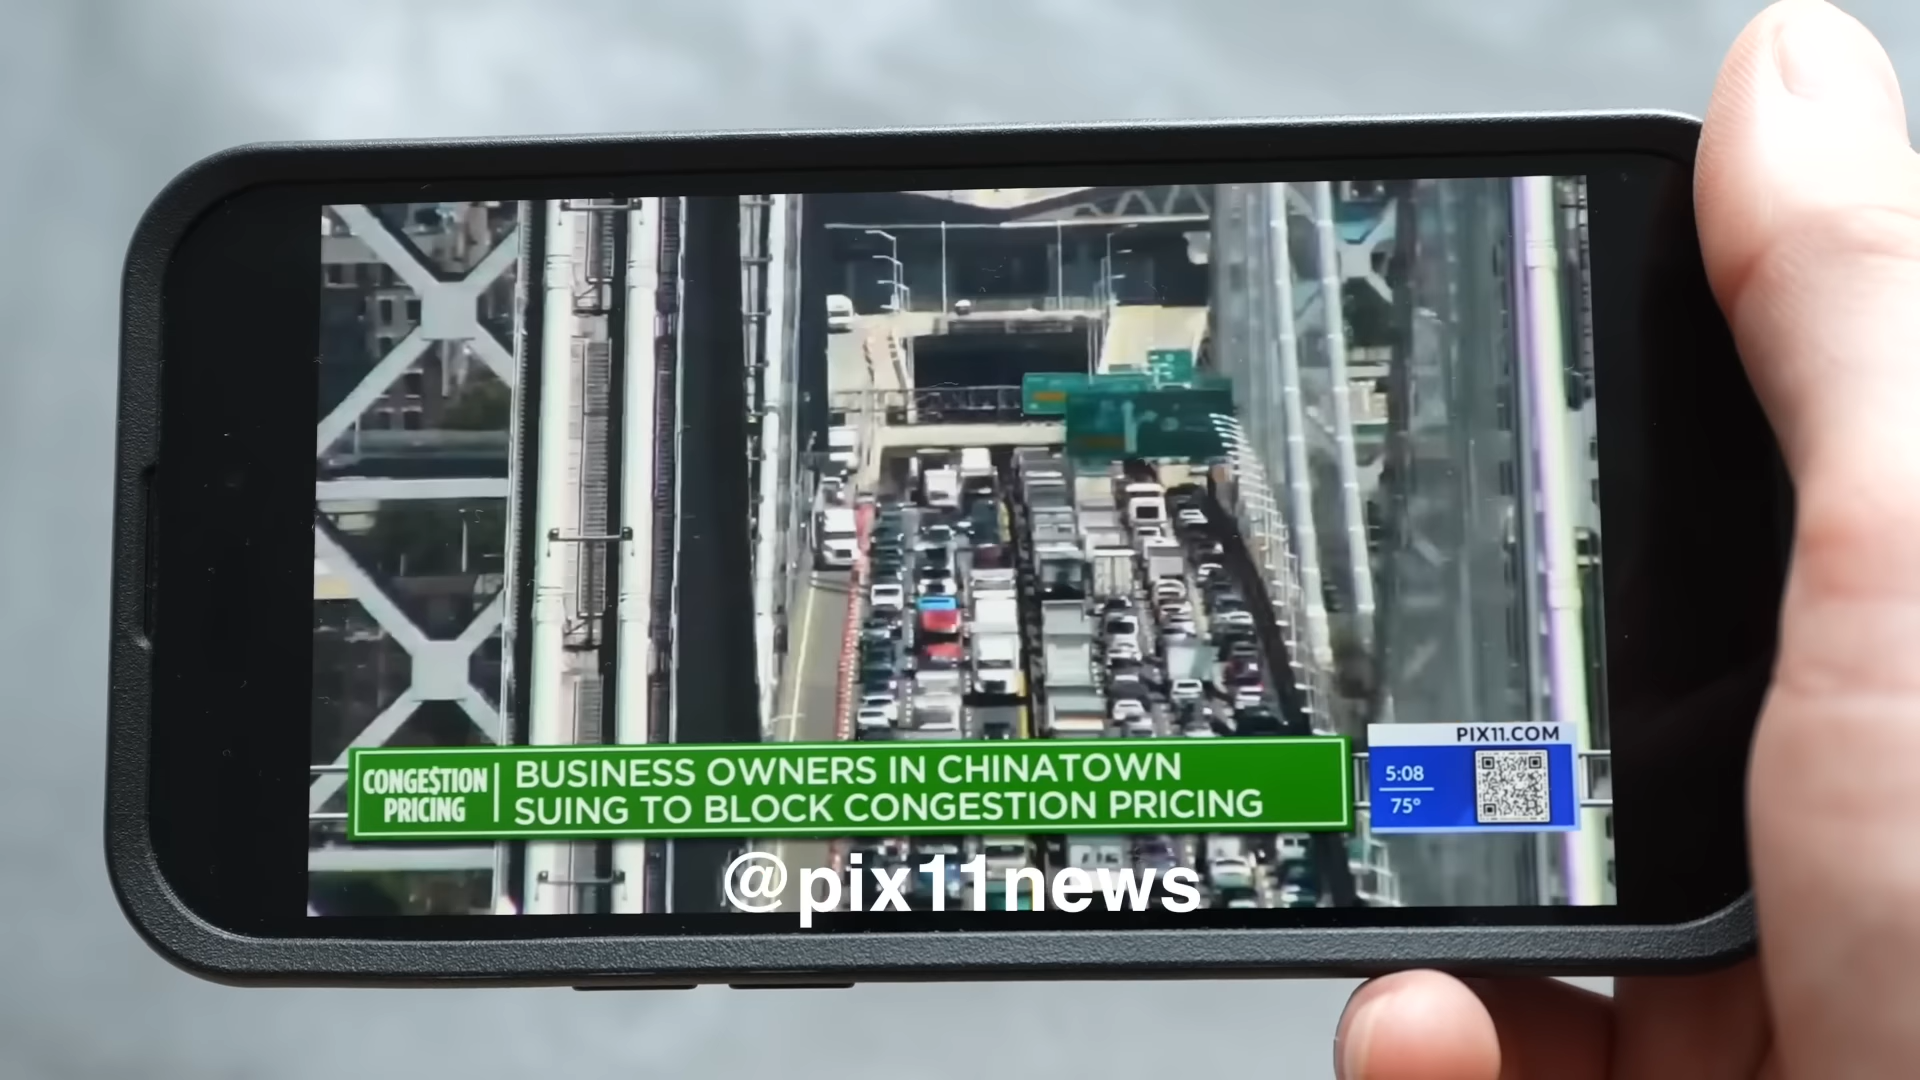 PIX11.COM
CONGE$TION
PRICING
BUSINESS OWNERS IN CHINATOWN
SUING TO BLOCK CONGESTION PRICING
5:08
75°
@pix11news